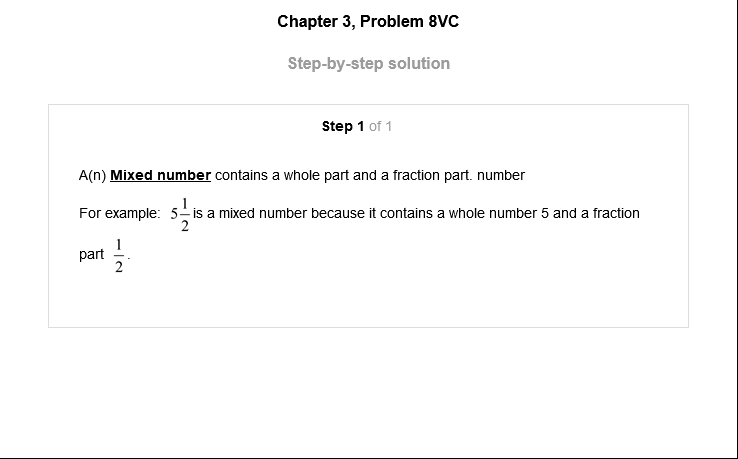 Chapter 3, Problem 8VC
Step-by-step solution
Step 1 of 1
A(n) Mixed number contains a whole part and a fraction part. number
For example: 5 1/2 is a mixed number because it contains a whole number 5 and a fraction
part 1/2.